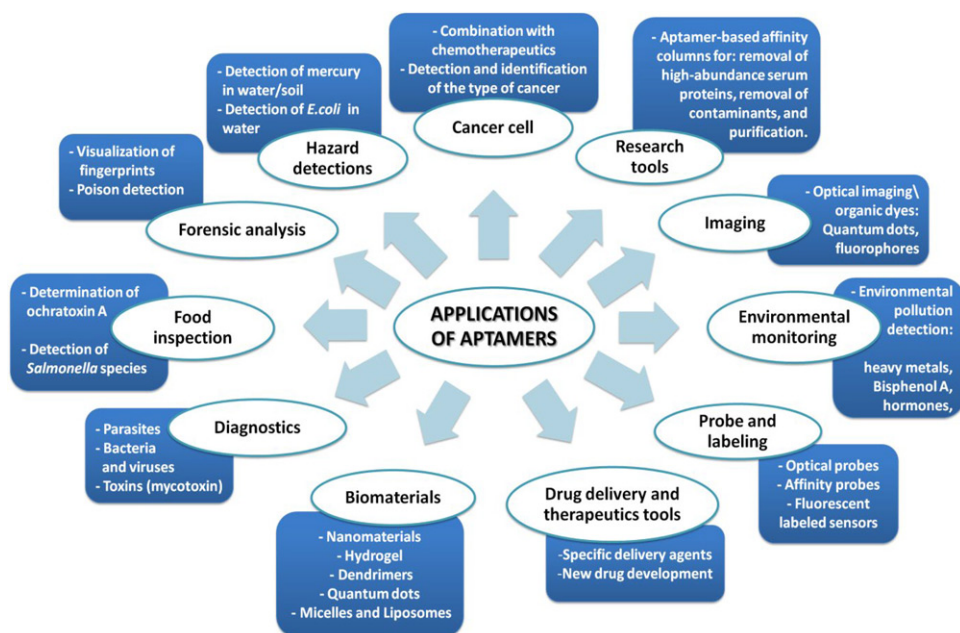 - Combination with
chemotherapeutics
- Detection and identification
of the type of cancer
Cancer cell
- Aptamer-based affinity
columns for: removal of
high-abundance serum
proteins, removal of
contaminants, and
purification.
Research
tools
- Optical imaging\
organic dyes:
Quantum dots,
fluorophores
Imaging
- Environmental
pollution
detection:
heavy metals,
Bisphenol A,
hormones,
Environmental
monitoring
Probe and
labeling
- Optical probes
- Affinity probes
- Fluorescent
labeled sensors
Drug delivery and
therapeutics tools
-Specific delivery agents
-New drug development
Biomaterials
- Nanomaterials
- Hydrogel
- Dendrimers
- Quantum dots
- Micelles and Liposomes
Diagnostics
- Parasites
- Bacteria
and viruses
- Toxins (mycotoxin)
Food
inspection
- Determination of
ochratoxin A
- Detection of
Salmonella species
Forensic analysis
- Visualization of
fingerprints
- Poison detection
Hazard
detections
- Detection of mercury
in water/soil
- Detection of E.coli in
water
APPLICATIONS
OF APTAMERS